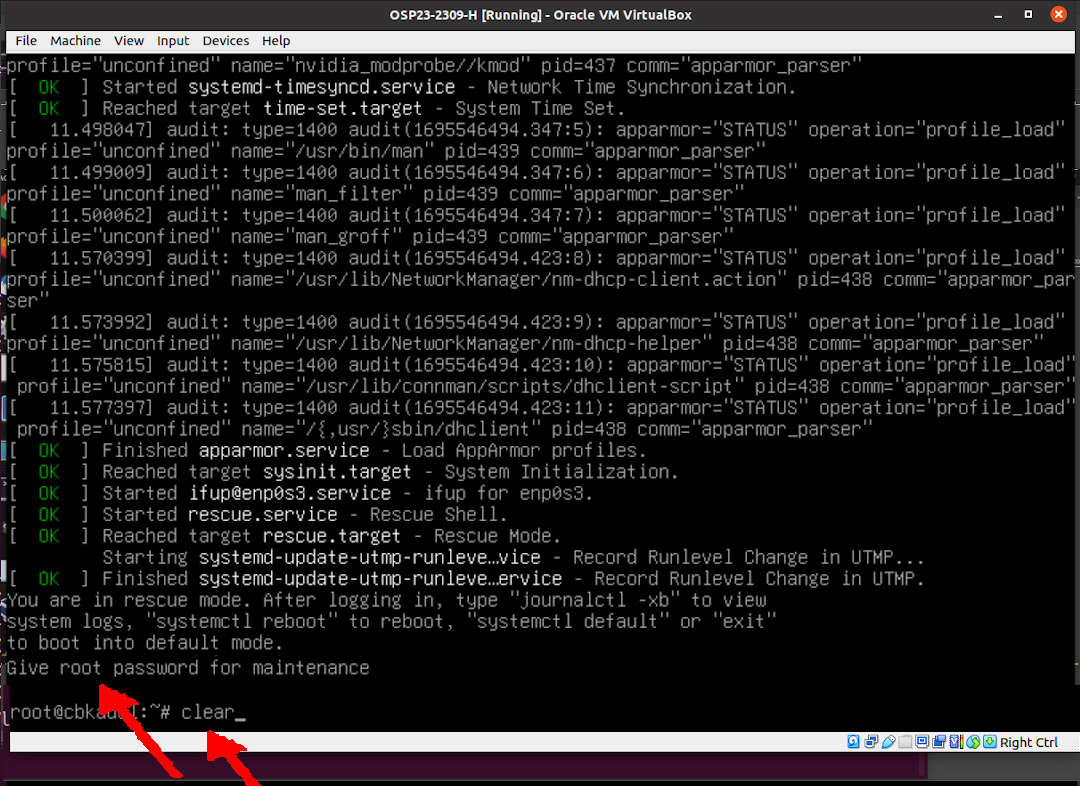 OSP23-2309-H [Running] - Oracle VM VirtualBox
File Machine View Input Devices Help
profile="unconfined" name="nvidia_modprobe//kmod" pid=437 comm="apparmor_parser"
[ OK ] Started systemd-timesyncd.service - Network Time Synchronization.
[ OK ] Reached target time-set.target - System Time Set.
[ 11.498047] audit: type=1400 audit(1695546494.347:5): apparmor="STATUS" operation="profile_load"
profile="unconfined" name="/usr/bin/man" pid=439 comm="apparmor_parser"
[ 11.499009] audit: type=1400 audit(1695546494.347:6): apparmor="STATUS" operation="profile_load"
profile="unconfined" name="man_filter" pid=439 comm="apparmor_parser"
[ 11.500062] audit: type=1400 audit(1695546494.347:7): apparmor="STATUS" operation="profile_load"
profile="unconfined" name="man_groff" pid=439 comm="apparmor_parser"
[ 11.570399] audit: type=1400 audit(1695546494.423:8): apparmor="STATUS" operation="profile_load"
profile="unconfined" name="/usr/lib/NetworkManager/nm-dhcp-client.action" pid=438 comm="apparmor_par
ser"
[ 11.573992] audit: type=1400 audit(1695546494.423:9): apparmor="STATUS" operation="profile_load"
profile="unconfined" name="/usr/lib/NetworkManager/nm-dhcp-helper" pid=438 comm="apparmor_parser"
[ 11.575815] audit: type=1400 audit(1695546494.423:10): apparmor="STATUS" operation="profile_load"
profile="unconfined" name="/usr/lib/connman/scripts/dhclient-script" pid=438 comm="apparmor_parser"
[ 11.577397] audit: type=1400 audit(1695546494.423:11): apparmor="STATUS" operation="profile_load"
profile="unconfined" name="/{,usr/}sbin/dhclient" pid=438 comm="apparmor_parser"
[ OK ] Finished apparmor.service - Load AppArmor profiles.
[ OK ] Reached target sysinit.target - System Initialization.
[ OK ] Started ifup@enp0s3.service - ifup for enp0s3.
[ OK ] Started rescue.service - Rescue Shell.
[ OK ] Reached target rescue.target - Rescue Mode.
Starting systemd-update-utmp-runleve…vice - Record Runlevel Change in UTMP...
[ OK ] Finished systemd-update-utmp-runleve…ervice - Record Runlevel Change in UTMP.
You are in rescue mode. After logging in, type "journalctl -xb" to view
system logs, "systemctl reboot" to reboot, "systemctl default" or "exit"
to boot into default mode.
Give root password for maintenance
:~# clear_
Right Ctrl